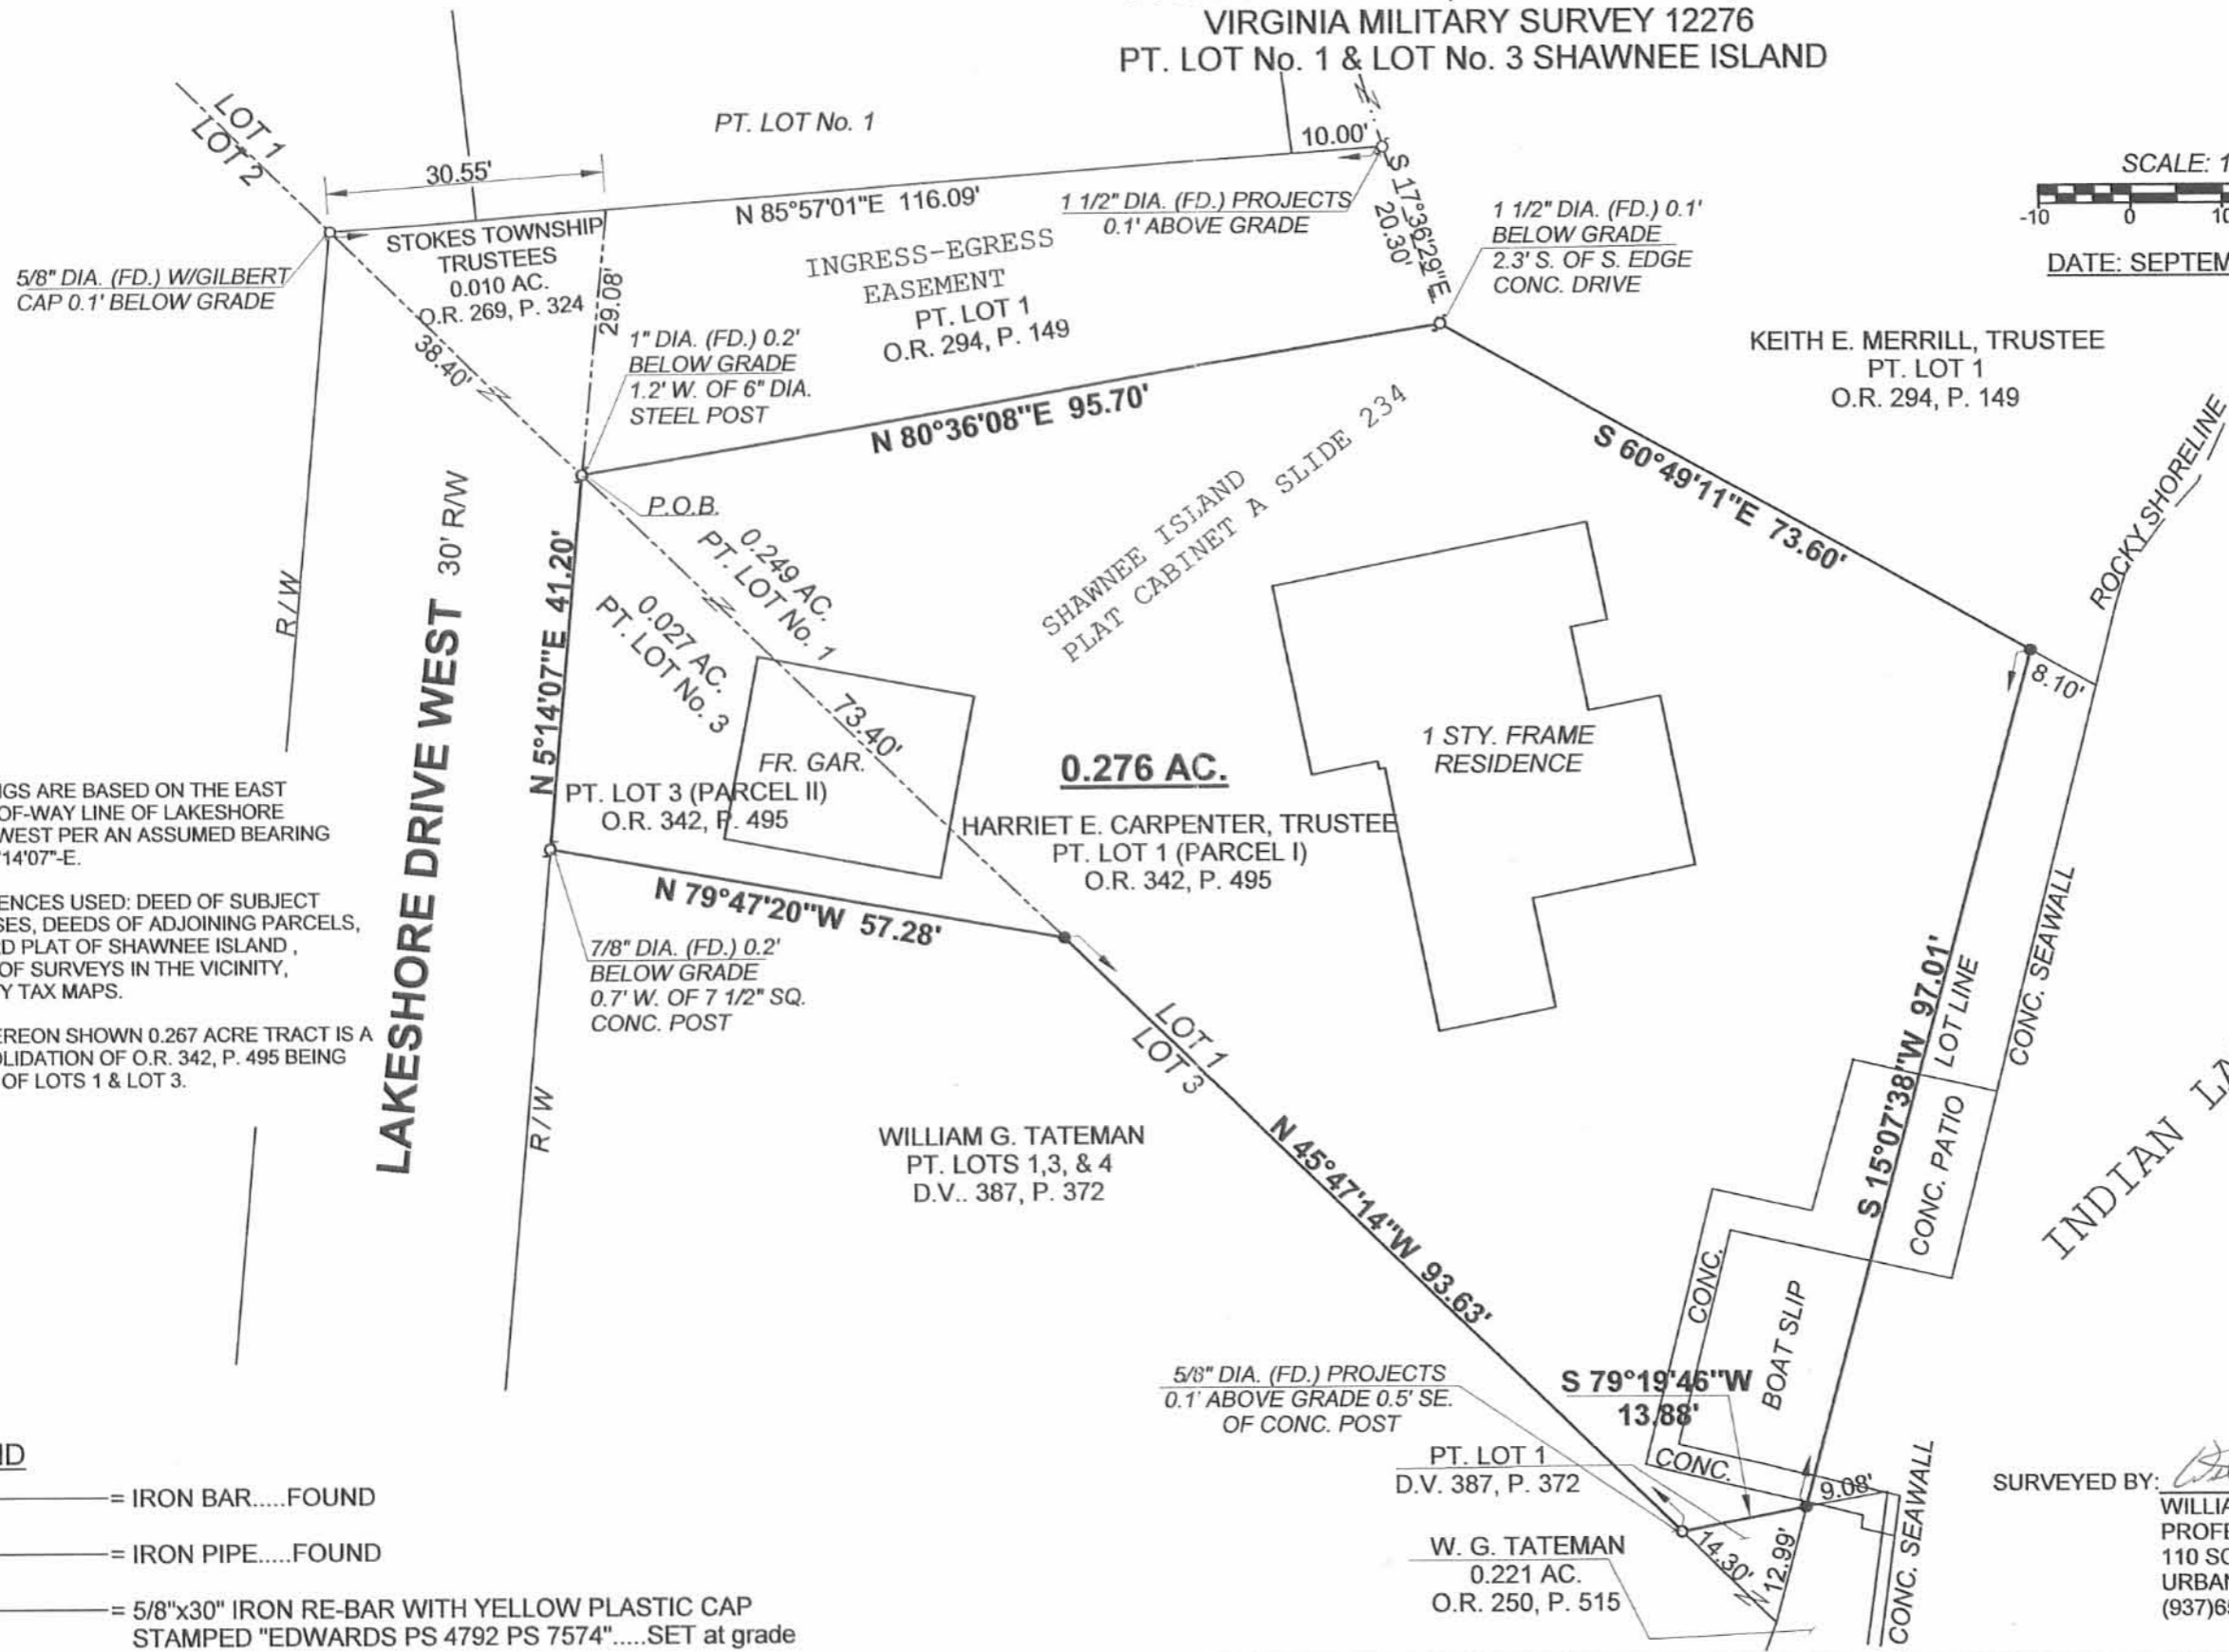 VIRGINIA MILITARY SURVEY 12276
PT. LOT No. 1 & LOT No. 3 SHAWNEE ISLAND
LOT 1
LOT 2
PT. LOT No. 1
10.00'
30.55'
N 85°57'01"E 116.09'
1 1/2" DIA. (FD.) PROJECTS
0.1' ABOVE GRADE
S 17°36'29"E
20.30'
1 1/2" DIA. (FD.) 0.1'
BELOW GRADE
2.3' S. OF S. EDGE
CONC. DRIVE
SCALE: 1
-10 0 10
DATE: SEPTEM
5/8" DIA. (FD.) W/GILBERT
CAP 0.1' BELOW GRADE
STOKES TOWNSHIP
TRUSTEES
0.010 AC.
O.R. 269, P. 324
38.40'
29.08'
INGRESS-EGRESS
EASEMENT
PT. LOT 1
O.R. 294, P. 149
1" DIA. (FD.) 0.2'
BELOW GRADE
1.2' W. OF 6" DIA.
STEEL POST
KEITH E. MERRILL, TRUSTEE
PT. LOT 1
O.R. 294, P. 149
N 80°36'08"E 95.70'
S 60°49'11"E 73.60'
ROCKY SHORELINE
SHAWNEE ISLAND
PLAT CABINET A SLIDE 234
P.O.B.
R/W
LAKESHORE DRIVE WEST 30' R/W
N 5°14'07"E 41.20'
0.249 AC.
PT. LOT No. 1
0.027 AC.
PT. LOT No. 3
73.40'
FR. GAR.
PT. LOT 3 (PARCEL II)
O.R. 342, P. 495
0.276 AC.
HARRIET E. CARPENTER, TRUSTEE
PT. LOT 1 (PARCEL I)
O.R. 342, P. 495
1 STY. FRAME
RESIDENCE
8.10'
GS ARE BASED ON THE EAST
OF-WAY LINE OF LAKESHORE
WEST PER AN ASSUMED BEARING
14'07"-E.
ENCES USED: DEED OF SUBJECT
SES, DEEDS OF ADJOINING PARCELS,
D PLAT OF SHAWNEE ISLAND ,
OF SURVEYS IN THE VICINITY,
Y TAX MAPS.
EREON SHOWN 0.267 ACRE TRACT IS A
OLIDATION OF O.R. 342, P. 495 BEING
OF LOTS 1 & LOT 3.
N 79°47'20"W 57.28'
7/8" DIA. (FD.) 0.2'
BELOW GRADE
0.7' W. OF 7 1/2" SQ.
CONC. POST
R/W
LOT 1
LOT 3
WILLIAM G. TATEMAN
PT. LOTS 1,3, & 4
D.V.. 387, P. 372
N 45°47'14"W 93.63'
S 15°07'38"W 97.01'
LOT LINE
CONC. SEAWALL
CONC. PATIO
INDIAN LA
CONC.
BOAT SLIP
5/8" DIA. (FD.) PROJECTS
0.1' ABOVE GRADE 0.5' SE.
OF CONC. POST
S 79°19'46"W
13.88'
PT. LOT 1
D.V. 387, P. 372
CONC.
9.08'
W. G. TATEMAN
0.221 AC.
O.R. 250, P. 515
14.30'
12.99'
CONC. SEAWALL
ND
= IRON BAR.....FOUND
= IRON PIPE.....FOUND
= 5/8"x30" IRON RE-BAR WITH YELLOW PLASTIC CAP
STAMPED "EDWARDS PS 4792 PS 7574".....SET at grade
SURVEYED BY:
WILLIA
PROFE
110 SO
URBAN
(937)6